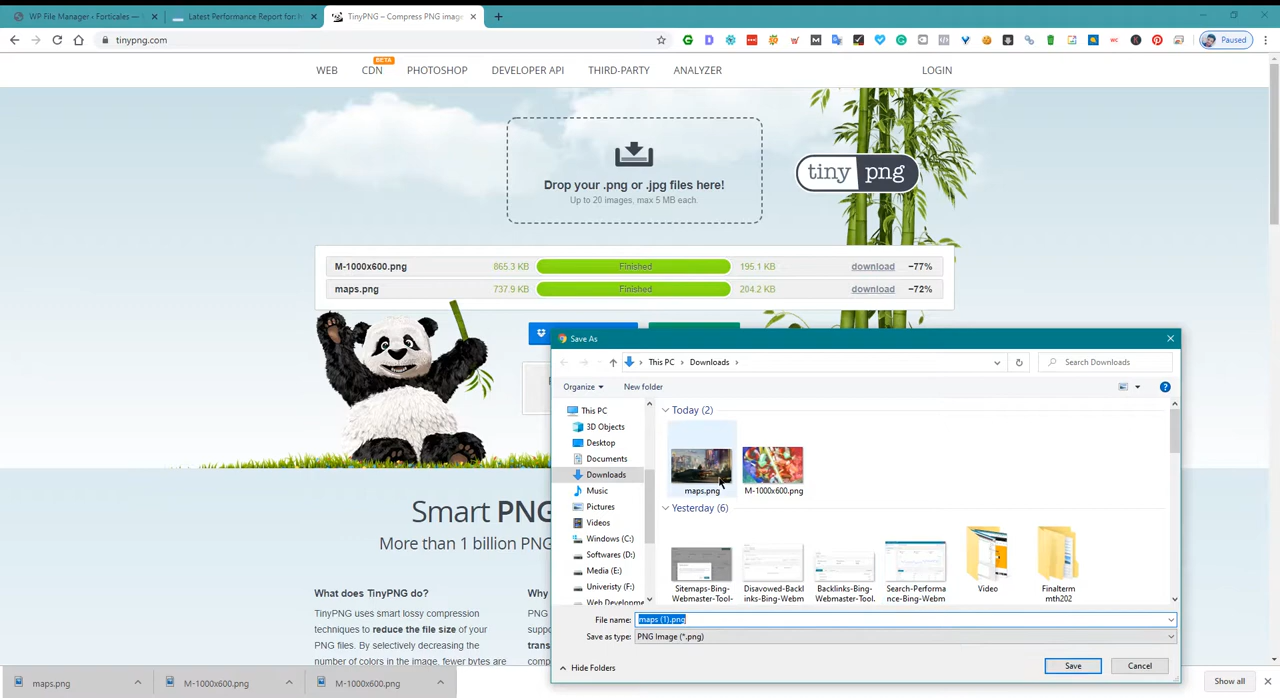 WP File Manager ‹ Forticales —
Latest Performance Report for: h
TinyPNG – Compress PNG image
tinypng.com
Paused
WEB
CDN
BETA
PHOTOSHOP
DEVELOPER API
THIRD-PARTY
ANALYZER
LOGIN
Drop your .png or .jpg files here!
Up to 20 images, max 5 MB each.
tiny png
M-1000x600.png 865.3 KB Finished 195.1 KB download −77%
maps.png 737.9 KB Finished 204.2 KB download −72%
Smart PNG
More than 1 billion PNG
What does TinyPNG do?
TinyPNG uses smart lossy compression
techniques to reduce the file size of your
PNG files. By selectively decreasing the
number of colors in the image, fewer bytes are
Save As
This PC > Downloads >
Search Downloads
Organize
New folder
This PC
3D Objects
Desktop
Documents
Downloads
Music
Pictures
Videos
Windows (C:)
Softwares (D:)
Media (E:)
Univeristy (F:)
Web Developme
Today (2)
maps.png
M-1000x600.png
Yesterday (6)
Sitemaps-Bing-
Webmaster-Tool-
Disavowed-Backl
inks-Bing-Webm
Backlinks-Bing-
Webmaster-Tool.
Search-Performa
nce-Bing-Webm
Video
Finalterm
mth202
File name: maps (1).png
Save as type: PNG Image (*.png)
Hide Folders
Save
Cancel
maps.png
M-1000x600.png
M-1000x600.png
Show all